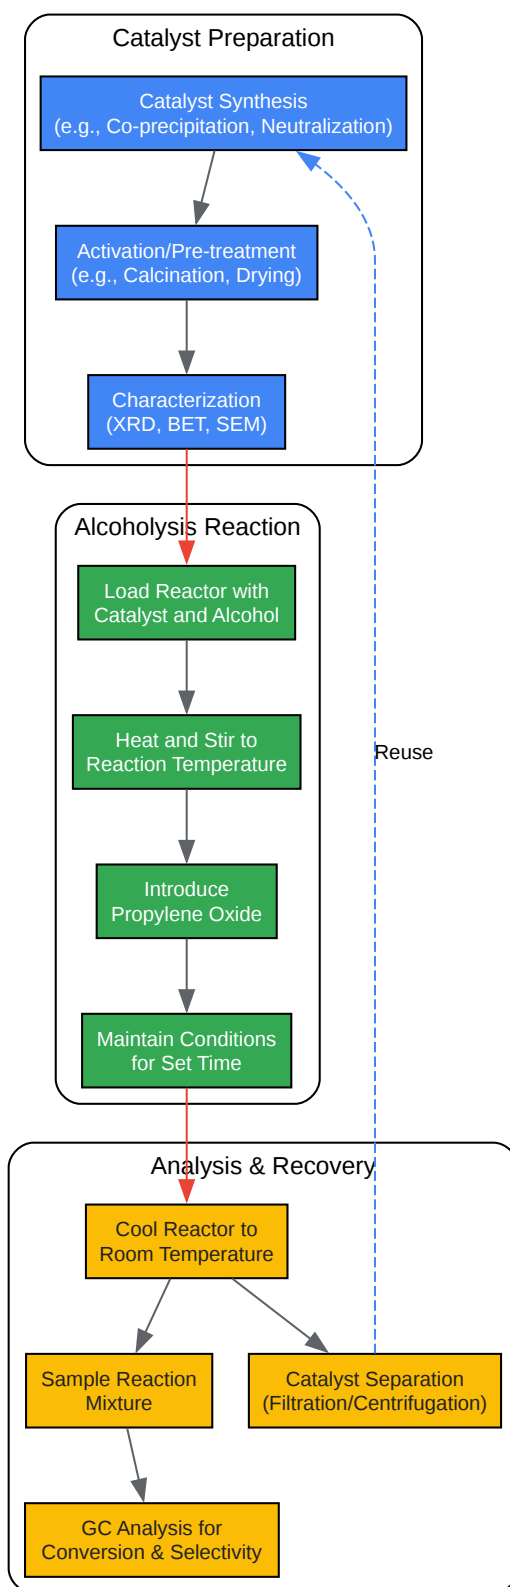 Catalyst Preparation
Catalyst Synthesis
(e.g., Co-precipitation, Neutralization)
Activation/Pre-treatment
(e.g., Calcination, Drying)
Characterization
(XRD, BET, SEM)
Alcoholysis Reaction
Load Reactor with
Catalyst and Alcohol
Heat and Stir to
Reaction Temperature
Reuse
Introduce
Propylene Oxide
Maintain Conditions
for Set Time
Analysis & Recovery
Cool Reactor to
Room Temperature
Sample Reaction
Mixture
Catalyst Separation
(Filtration/Centrifugation)
GC Analysis for
Conversion & Selectivity